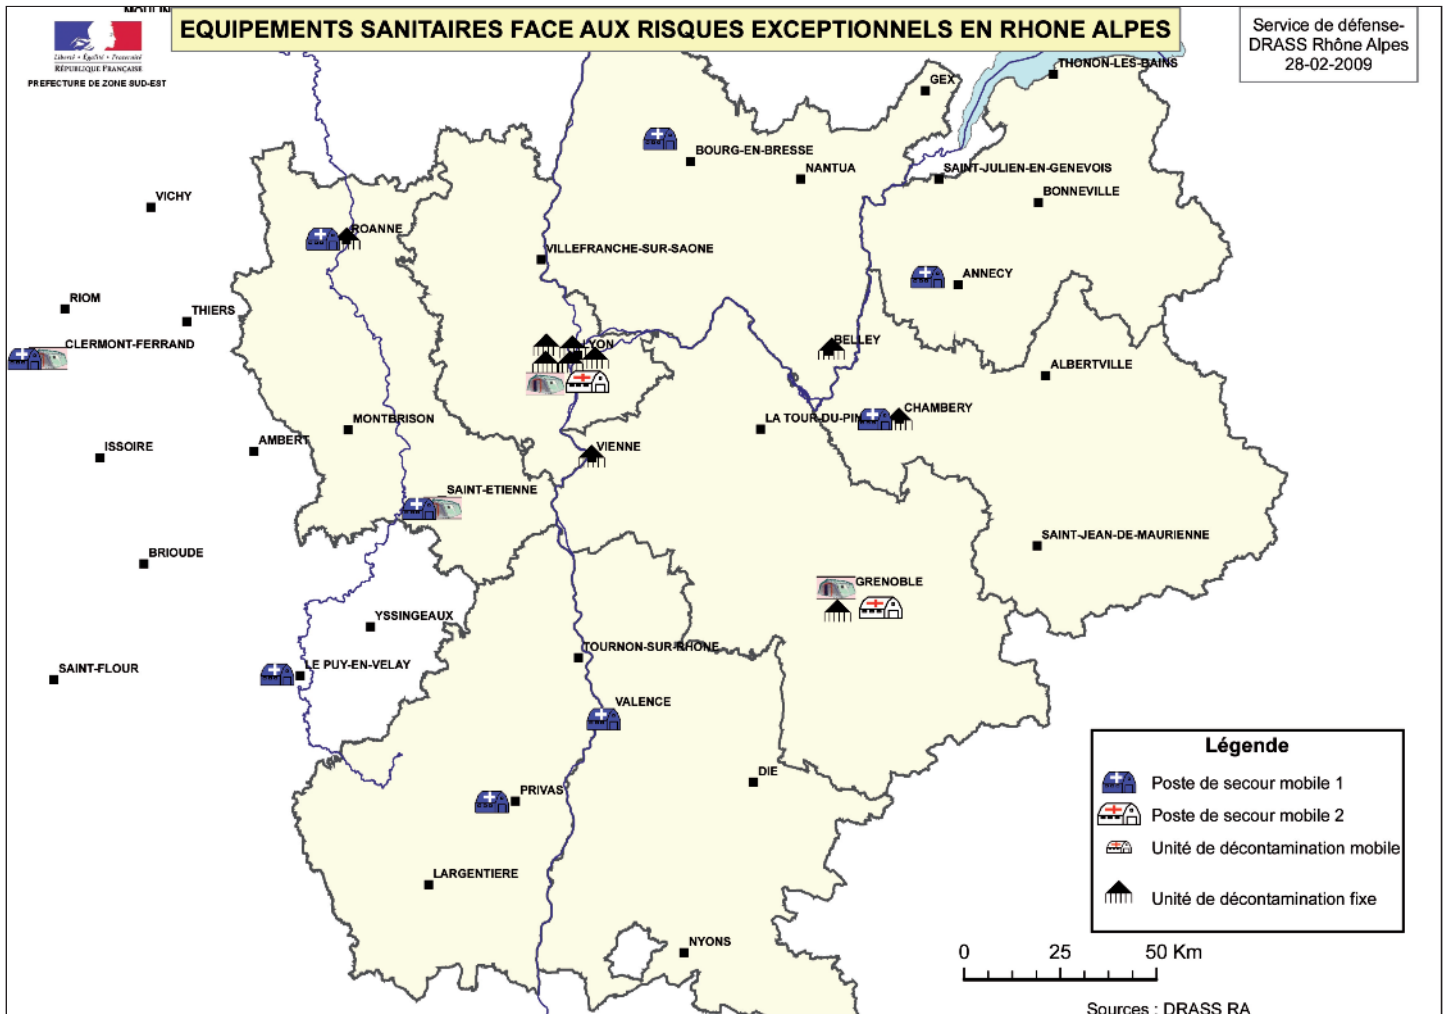 EQUIPEMENTS SANITAIRES FACE AUX RISQUES EXCEPTIONNELS EN RHONE ALPES
Liberté • Égalité • Fraternité
RÉPUBLIQUE FRANÇAISE
PREFECTURE DE ZONE SUD-EST
Service de défense-
DRASS Rhône Alpes
28-02-2009
THONON-LES-BAINS
GEX
BOURG-EN-BRESSE
NANTUA
SAINT-JULIEN-EN-GENEVOIS
BONNEVILLE
VICHY
ROANNE
VILLEFRANCHE-SUR-SAONE
ANNECY
RIOM
THIERS
CLERMONT-FERRAND
LYON
BELLEY
ALBERTVILLE
MONTBRISON
LA TOUR-DU-PIN
CHAMBERY
ISSOIRE
AMBERT
VIENNE
SAINT-ETIENNE
SAINT-JEAN-DE-MAURIENNE
BRIOUDE
GRENOBLE
YSSINGEAUX
TOURNON-SUR-RHONE
SAINT-FLOUR
LE PUY-EN-VELAY
VALENCE
DIE
PRIVAS
LARGENTIERE
NYONS
Légende
Poste de secour mobile 1
Poste de secour mobile 2
Unité de décontamination mobile
Unité de décontamination fixe
0 25 50 Km
Sources : DRASS RA